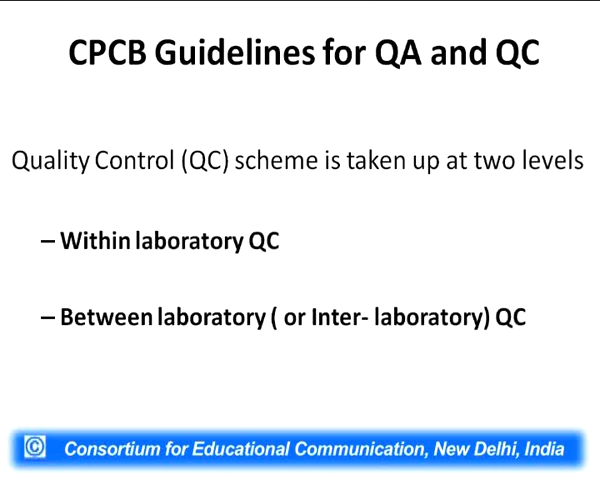 CPCB Guidelines for QA and QC
Quality Control (QC) scheme is taken up at two levels
– Within laboratory QC
– Between laboratory ( or Inter- laboratory) QC
© Consortium for Educational Communication, New Delhi, India